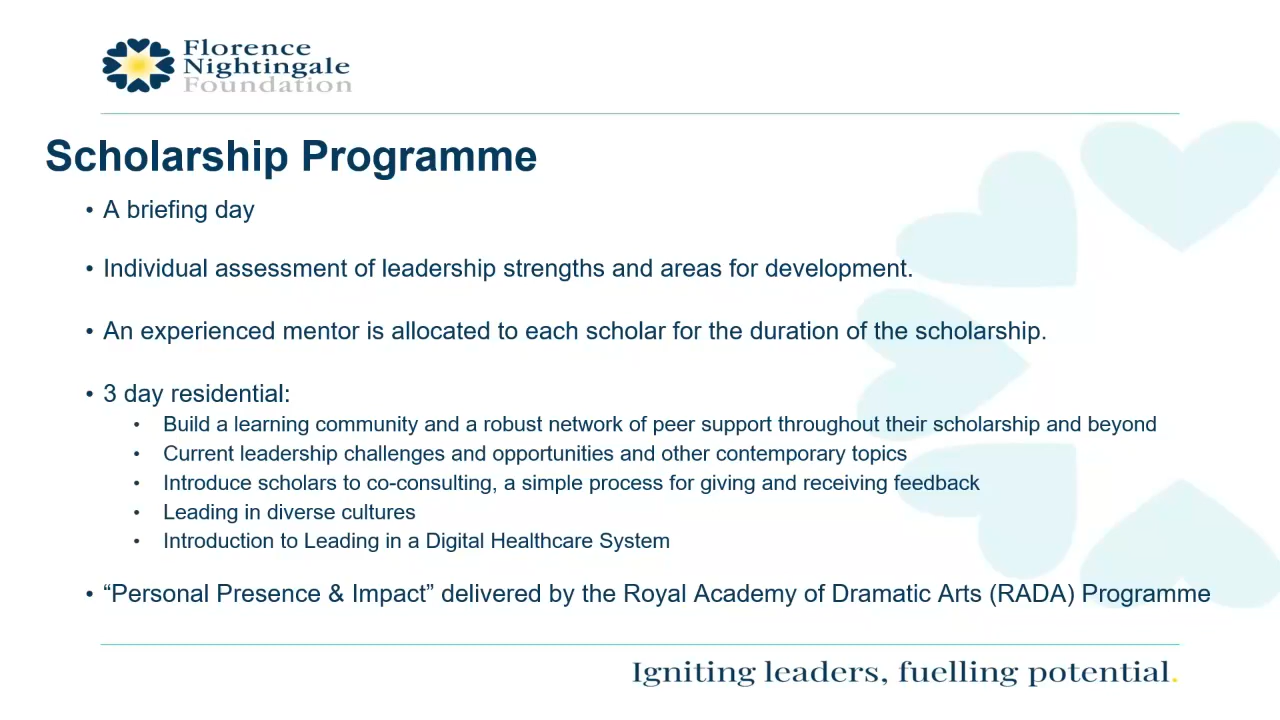 Florence
Nightingale
Foundation
Scholarship Programme
• A briefing day
• Individual assessment of leadership strengths and areas for development.
• An experienced mentor is allocated to each scholar for the duration of the scholarship.
• 3 day residential:
• Build a learning community and a robust network of peer support throughout their scholarship and beyond
• Current leadership challenges and opportunities and other contemporary topics
• Introduce scholars to co-consulting, a simple process for giving and receiving feedback
• Leading in diverse cultures
• Introduction to Leading in a Digital Healthcare System
• “Personal Presence & Impact” delivered by the Royal Academy of Dramatic Arts (RADA) Programme
Igniting leaders, fuelling potential.